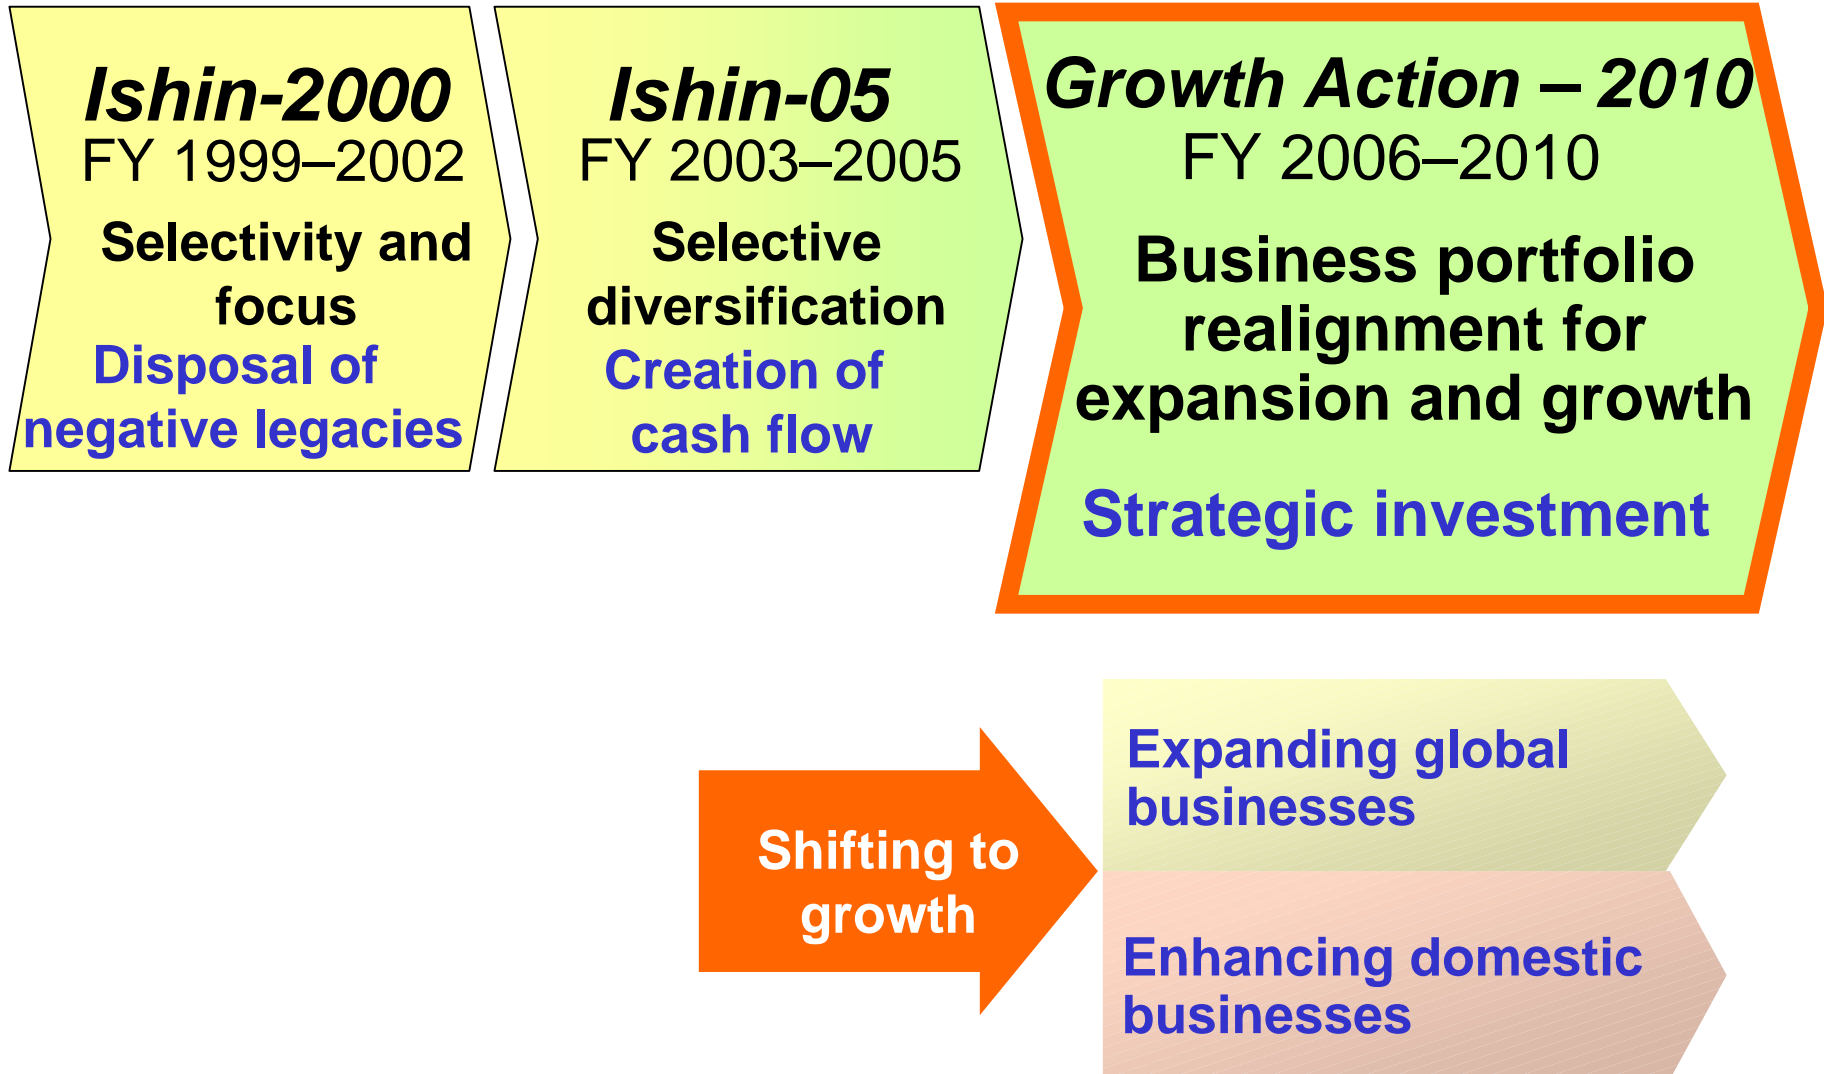 Ishin-2000
FY 1999–2002
Selectivity and
focus
Disposal of
negative legacies
Ishin-05
FY 2003–2005
Selective
diversification
Creation of
cash flow
Growth Action – 2010
FY 2006–2010
Business portfolio
realignment for
expansion and growth
Strategic investment
Shifting to
growth
Expanding global
businesses
Enhancing domestic
businesses